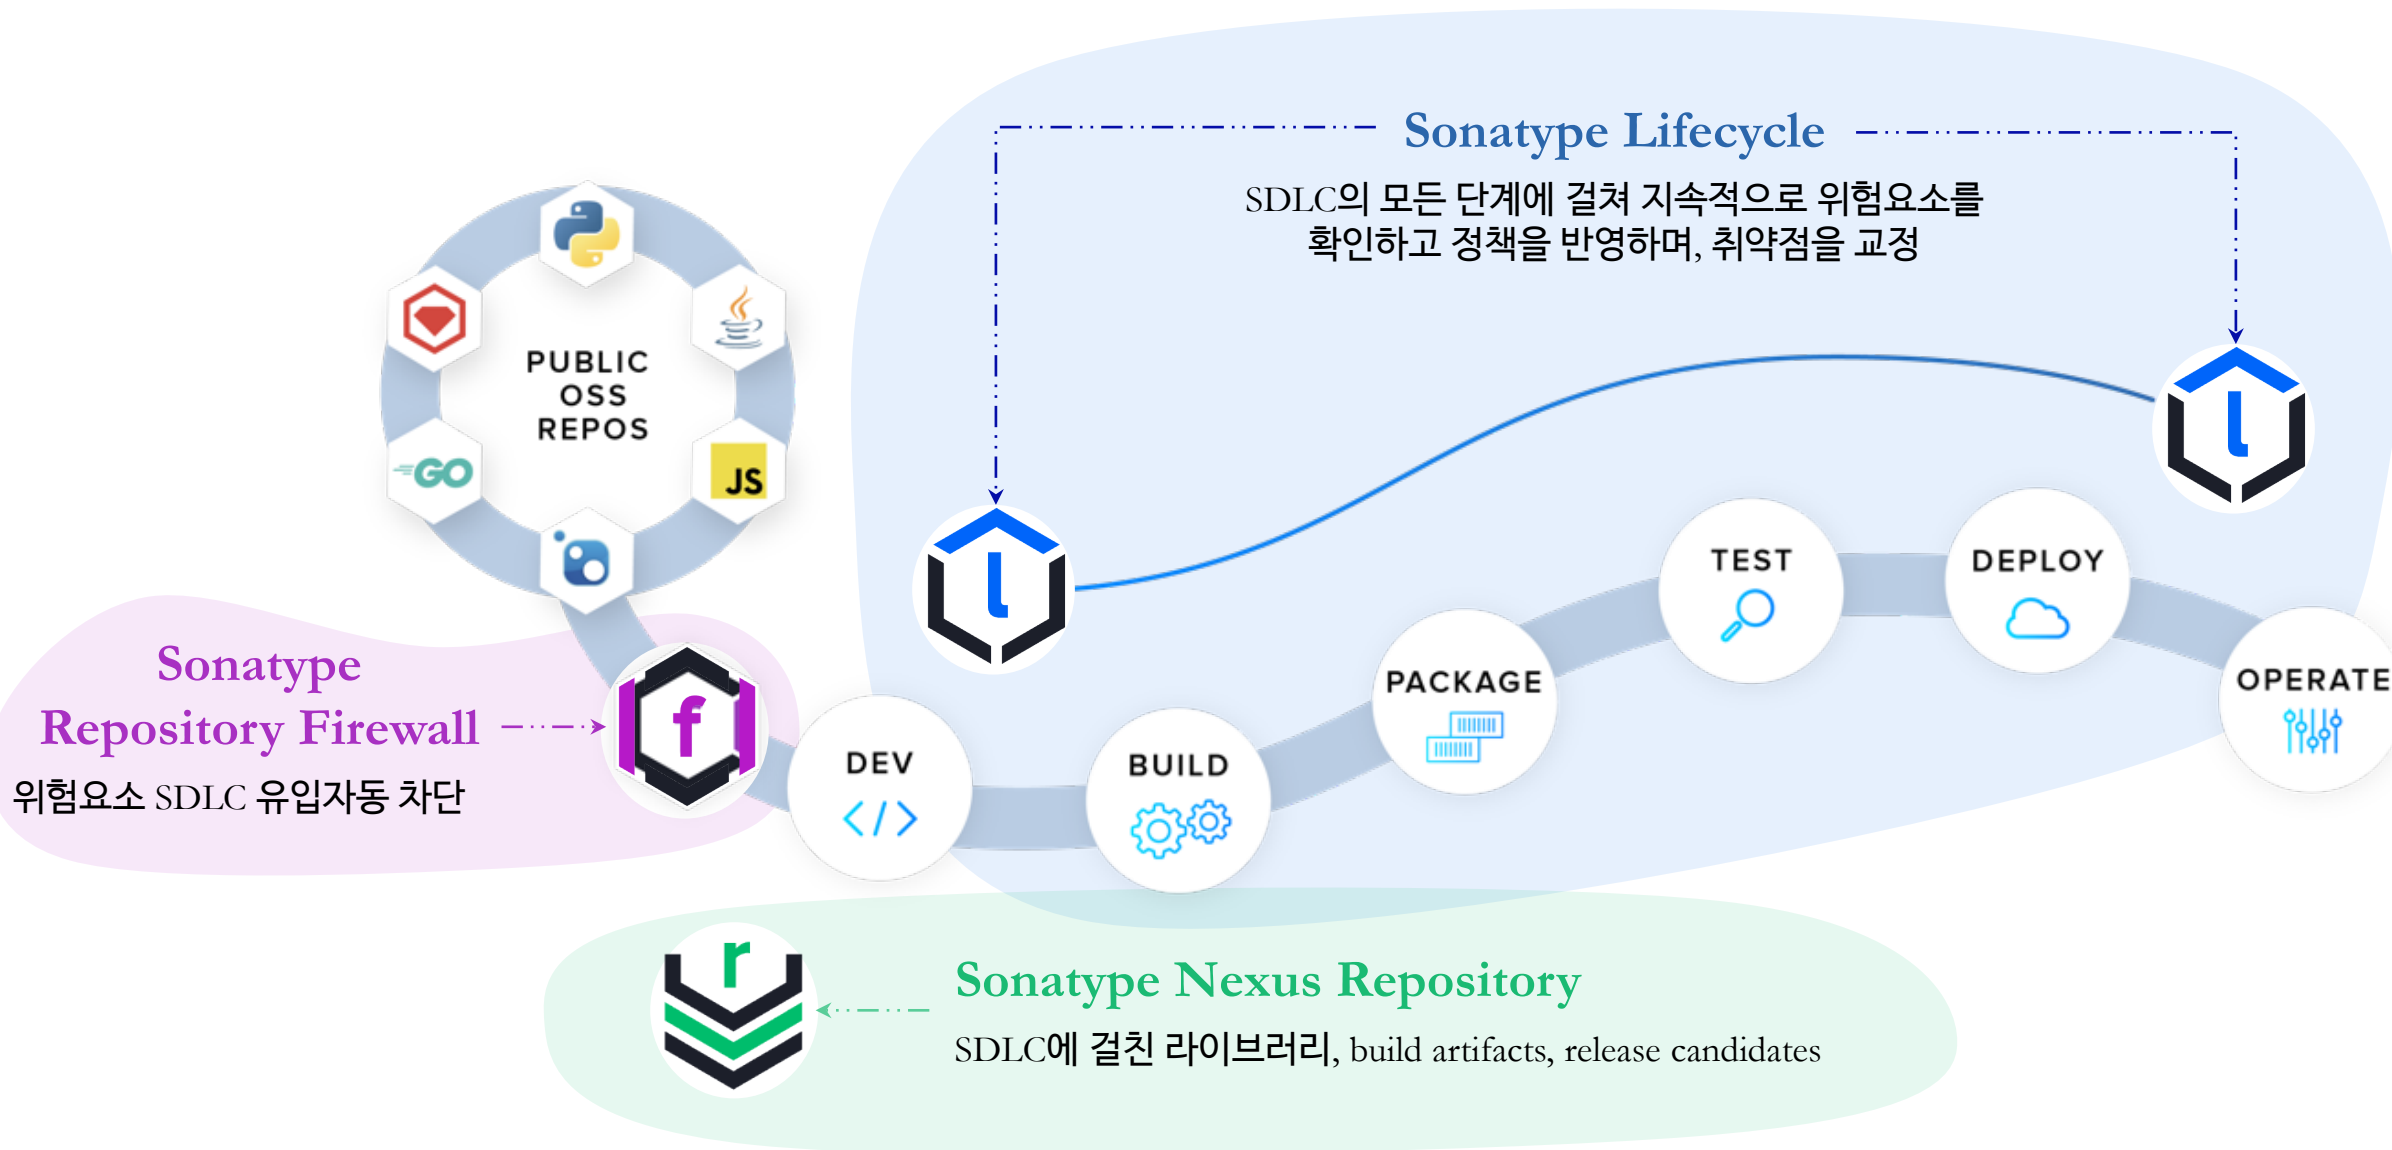 Sonatype Lifecycle
SDLC의 모든 단계에 걸쳐 지속적으로 위험요소를
확인하고 정책을 반영하며, 취약점을 교정
PUBLIC
OSS
REPOS
GO
JS
l
l
Sonatype
Repository Firewall
위험요소 SDLC 유입자동 차단
f
DEV
BUILD
PACKAGE
TEST
DEPLOY
OPERATE
r
Sonatype Nexus Repository
SDLC에 걸친 라이브러리, build artifacts, release candidates